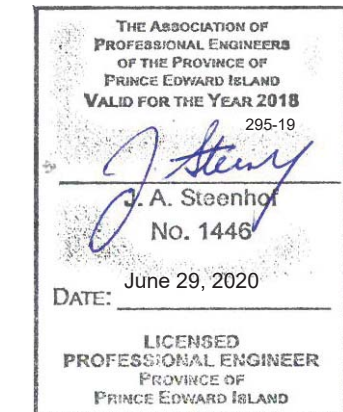 THE ASSOCIATION OF
PROFESSIONAL ENGINEERS
OF THE PROVINCE OF
PRINCE EDWARD ISLAND
VALID FOR THE YEAR 2018
295-19
J. Steenhof
J. A. Steenhof
No. 1446
June 29, 2020
DATE:
LICENSED
PROFESSIONAL ENGINEER
PROVINCE OF
PRINCE EDWARD ISLAND